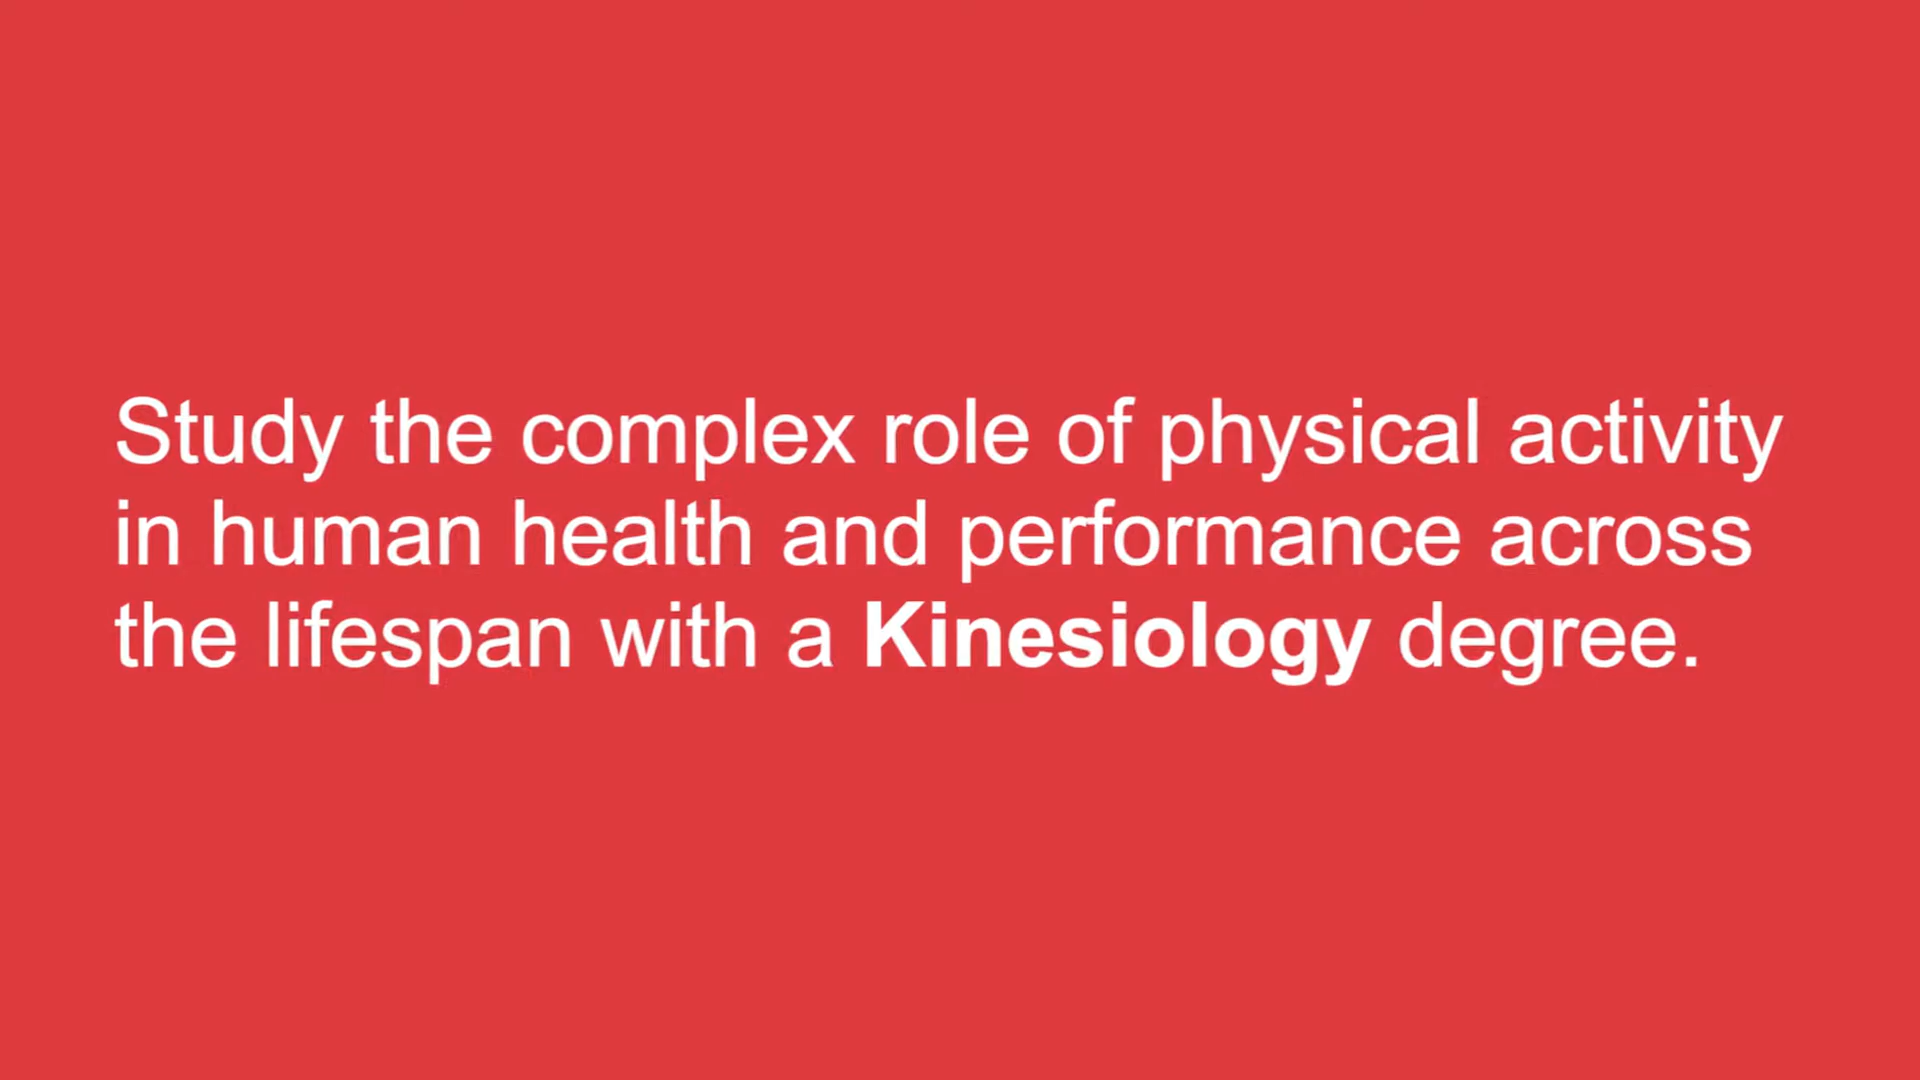 Study the complex role of physical activity
in human health and performance across
the lifespan with a Kinesiology degree.